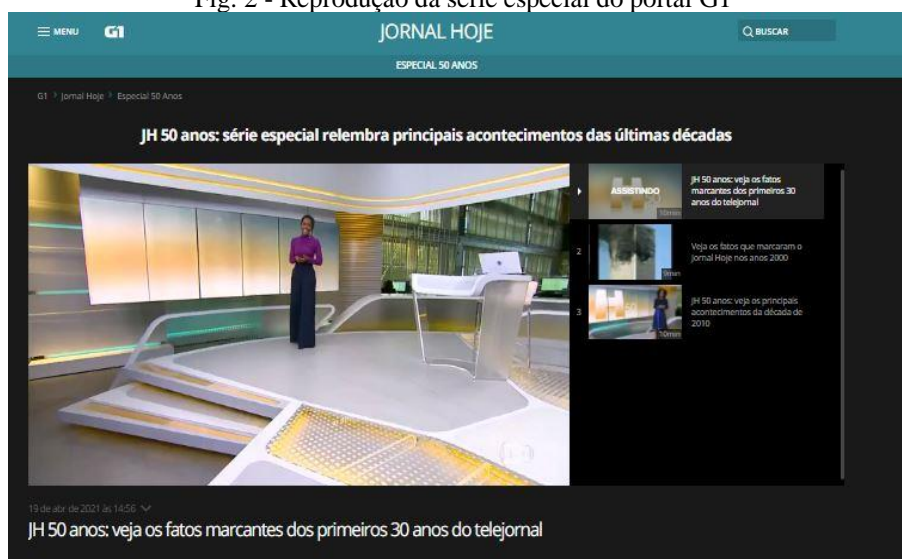 Fig. 2 - Reprodução da série especial do portal G1
MENU G1 JORNAL HOJE BUSCAR
ESPECIAL 50 ANOS
G1 > Jornal Hoje > Especial 50 Anos
JH 50 anos: série especial relembra principais acontecimentos das últimas décadas
ASSISTINDO
10min
JH 50 anos: veja os fatos
marcantes dos primeiros 30
anos do telejornal
2
9min
Veja os fatos que marcaram o
Jornal Hoje nos anos 2000
3
10min
JH 50 anos: veja os principais
acontecimentos da década de
2010
19 de abr de 2021 às 14:56
JH 50 anos: veja os fatos marcantes dos primeiros 30 anos do telejornal